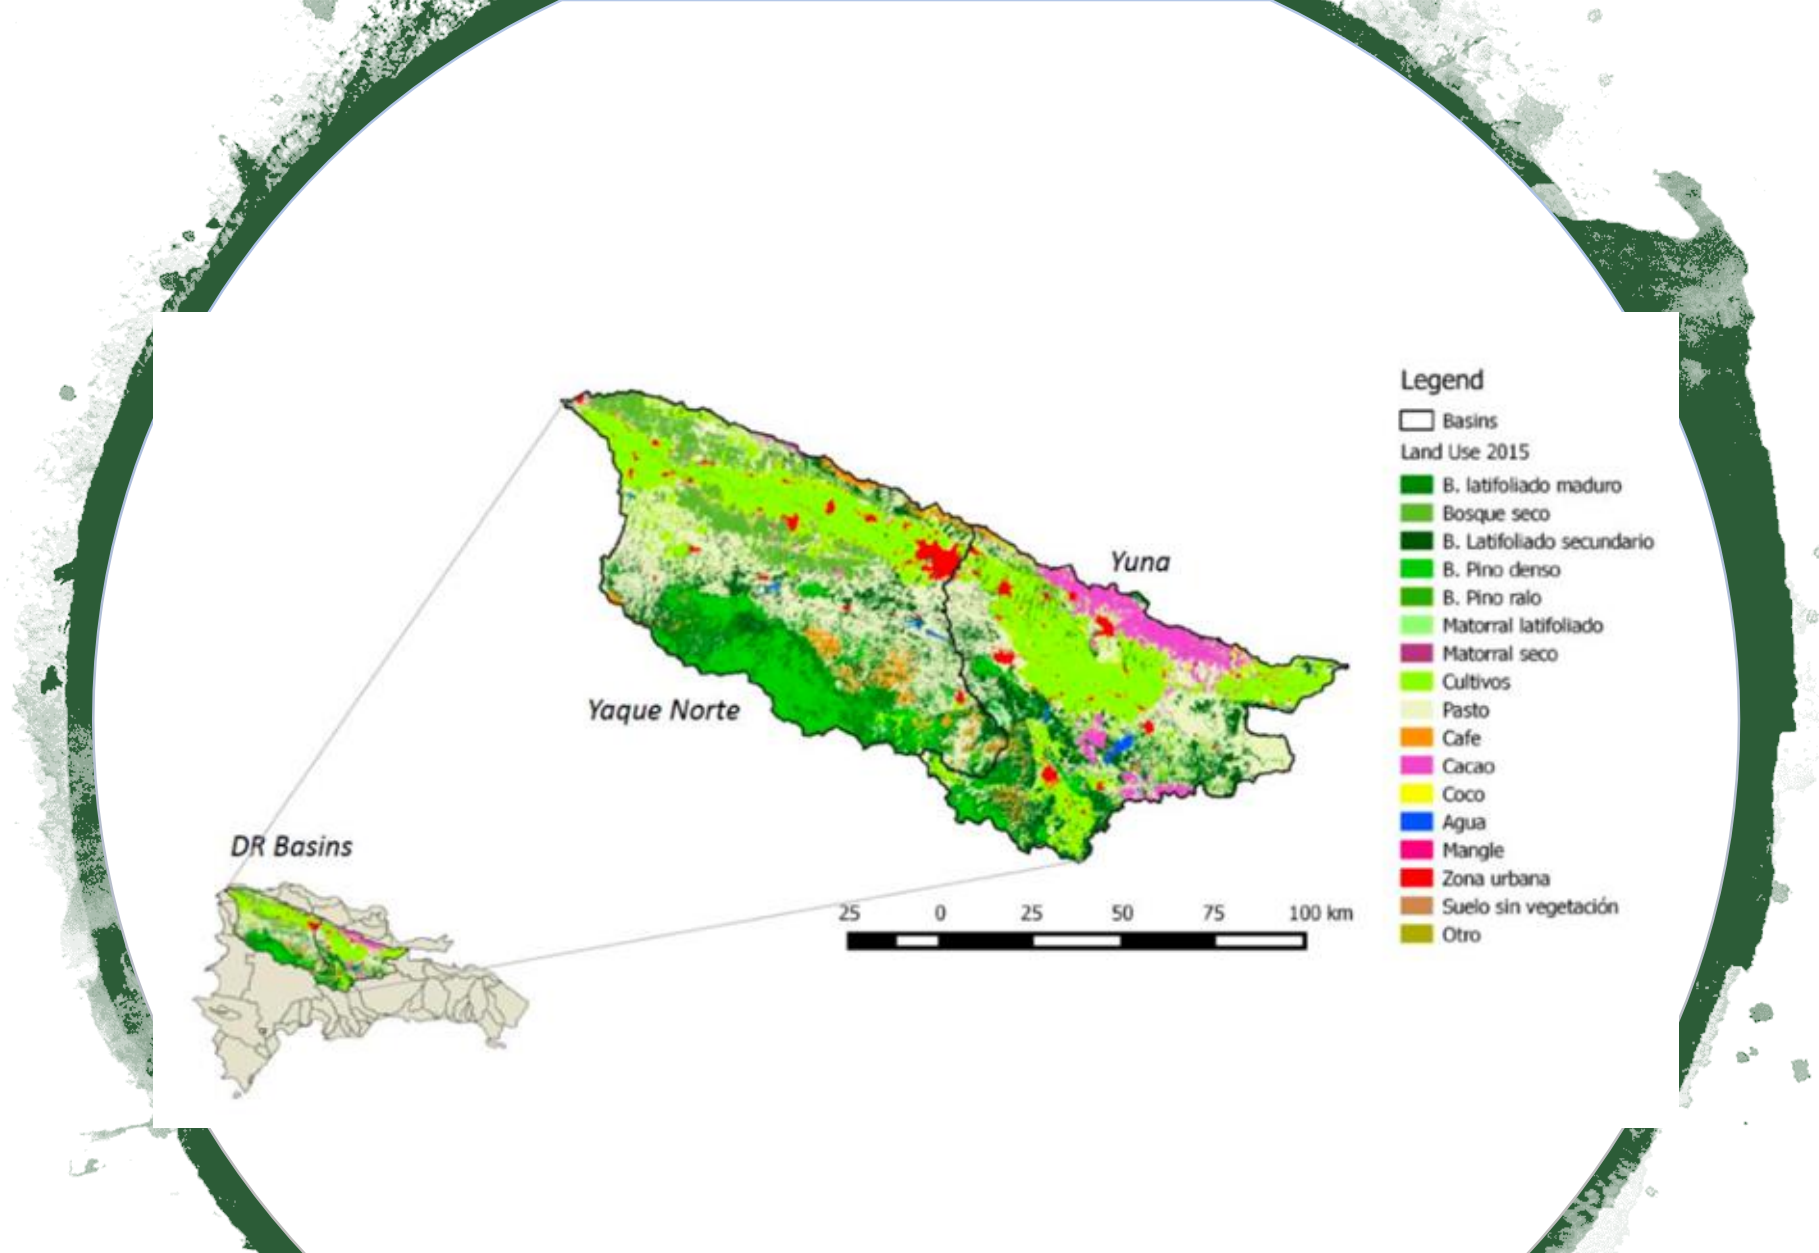 Legend
Basins
Land Use 2015
B. latifoliado maduro
Bosque seco
B. Latifoliado secundario
B. Pino denso
B. Pino ralo
Matorral latifoliado
Matorral seco
Cultivos
Pasto
Cafe
Cacao
Coco
Agua
Mangle
Zona urbana
Suelo sin vegetación
Otro
Yuna
Yaque Norte
DR Basins
25 0 25 50 75 100 km